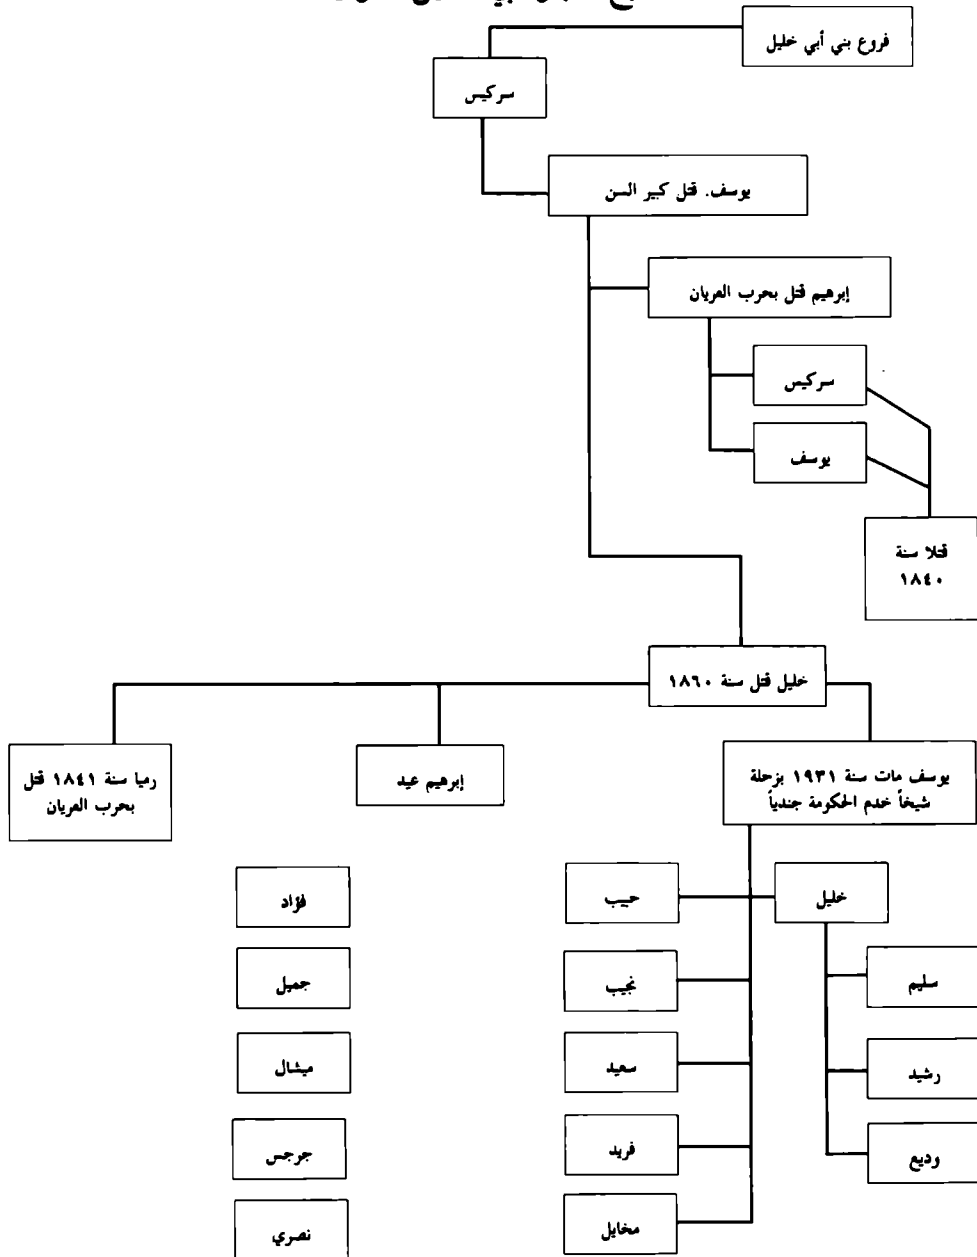 فروع بني أبي خليل
سركيس
يوسف. قتل كبير السن
إبرهيم قتل بحرب العريان
سركيس
يوسف
قتلا سنة
١٨٤٠
خليل قتل سنة ١٨٦٠
يوسف مات سنة ١٩٣١ بزحلة
شيخاً خدم الحكومة جندياً
إبرهيم عيد
رميا سنة ١٨٤١ قتل
بحرب العريان
خليل
حبيب
فؤاد
سليم
نجيب
جميل
رشيد
سعيد
ميشال
وديع
فريد
جرجس
مخايل
نصري